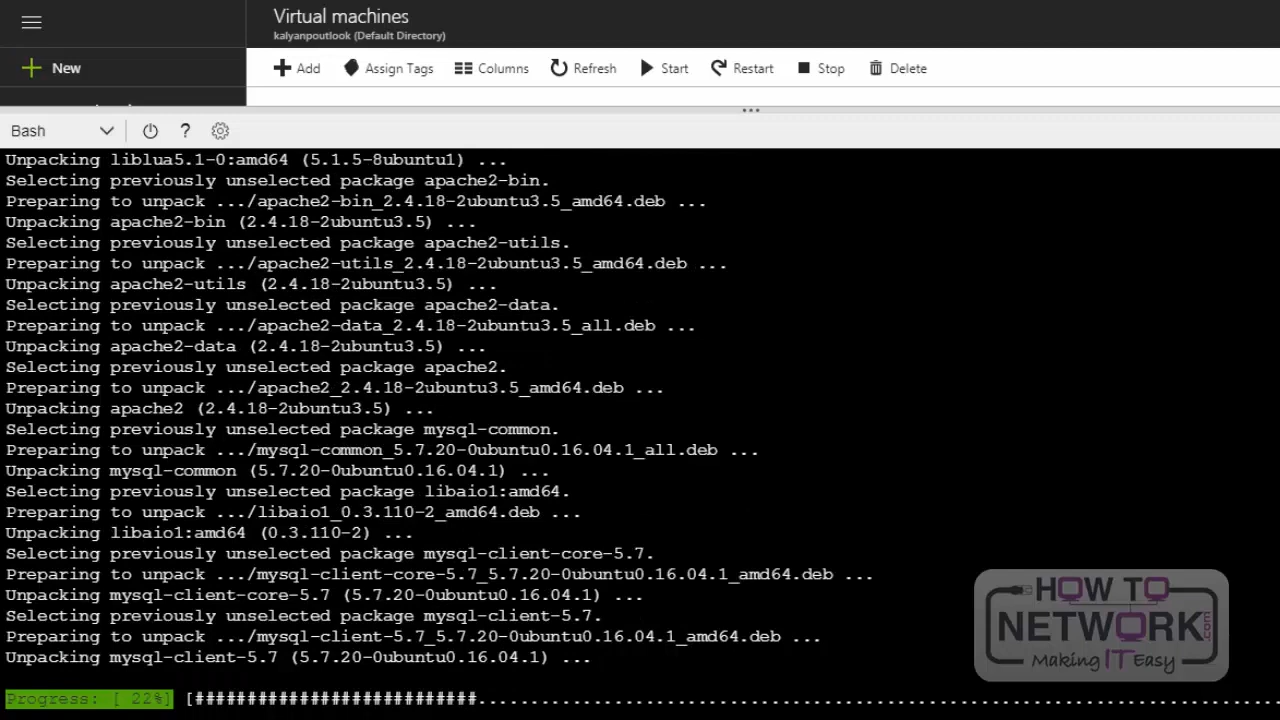 Virtual machines
kalyanpoutlook (Default Directory)
New
Add Assign Tags Columns Refresh Start Restart Stop Delete
Bash ?
Unpacking liblua5.1-0:amd64 (5.1.5-8ubuntu1) ...
Selecting previously unselected package apache2-bin.
Preparing to unpack .../apache2-bin_2.4.18-2ubuntu3.5_amd64.deb ...
Unpacking apache2-bin (2.4.18-2ubuntu3.5) ...
Selecting previously unselected package apache2-utils.
Preparing to unpack .../apache2-utils_2.4.18-2ubuntu3.5_amd64.deb ...
Unpacking apache2-utils (2.4.18-2ubuntu3.5) ...
Selecting previously unselected package apache2-data.
Preparing to unpack .../apache2-data_2.4.18-2ubuntu3.5_all.deb ...
Unpacking apache2-data (2.4.18-2ubuntu3.5) ...
Selecting previously unselected package apache2.
Preparing to unpack .../apache2_2.4.18-2ubuntu3.5_amd64.deb ...
Unpacking apache2 (2.4.18-2ubuntu3.5) ...
Selecting previously unselected package mysql-common.
Preparing to unpack .../mysql-common_5.7.20-0ubuntu0.16.04.1_all.deb ...
Unpacking mysql-common (5.7.20-0ubuntu0.16.04.1) ...
Selecting previously unselected package libaio1:amd64.
Preparing to unpack .../libaio1_0.3.110-2_amd64.deb ...
Unpacking libaio1:amd64 (0.3.110-2) ...
Selecting previously unselected package mysql-client-core-5.7.
Preparing to unpack .../mysql-client-core-5.7_5.7.20-0ubuntu0.16.04.1_amd64.deb ...
Unpacking mysql-client-core-5.7 (5.7.20-0ubuntu0.16.04.1) ...
Selecting previously unselected package mysql-client-5.7.
Preparing to unpack .../mysql-client-5.7_5.7.20-0ubuntu0.16.04.1_amd64.deb ...
Unpacking mysql-client-5.7 (5.7.20-0ubuntu0.16.04.1) ...
Progress: [ 22%] [###########################..............................................................................
HOW TO
NETWORK.com
Making IT Easy